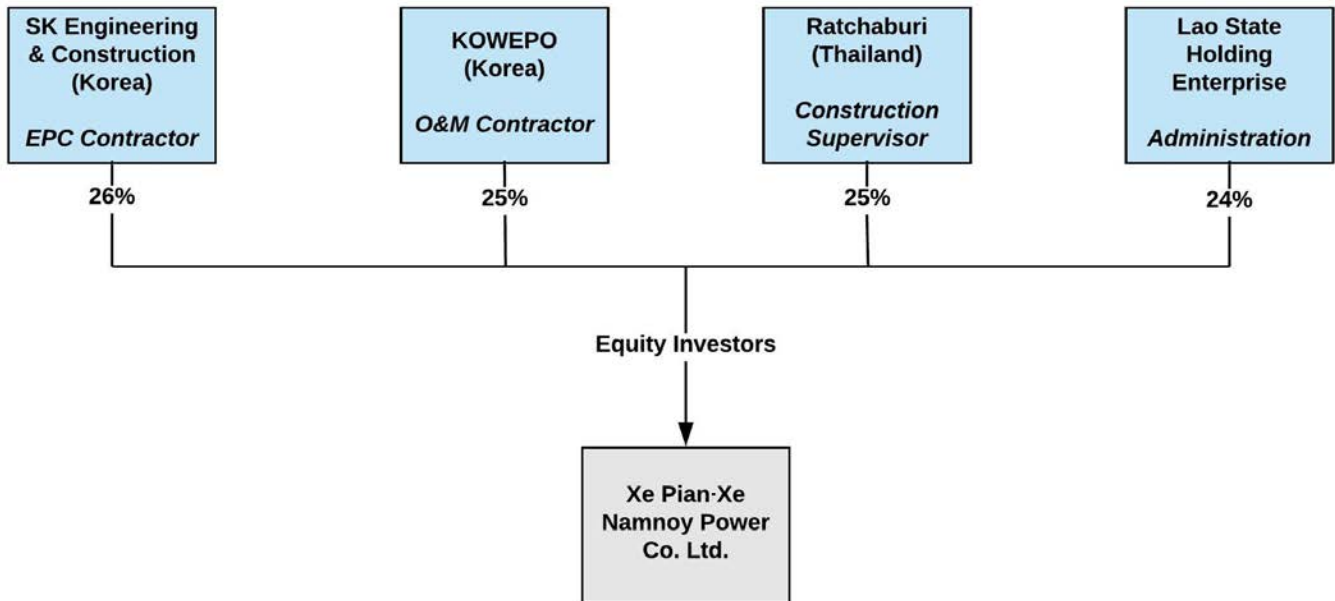 SK Engineering
& Construction
(Korea)
EPC Contractor
KOWEPO
(Korea)
O&M Contractor
Ratchaburi
(Thailand)
Construction
Supervisor
Lao State
Holding
Enterprise
Administration
26%
25%
25%
24%
Equity Investors
Xe Pian·Xe
Namnoy Power
Co. Ltd.